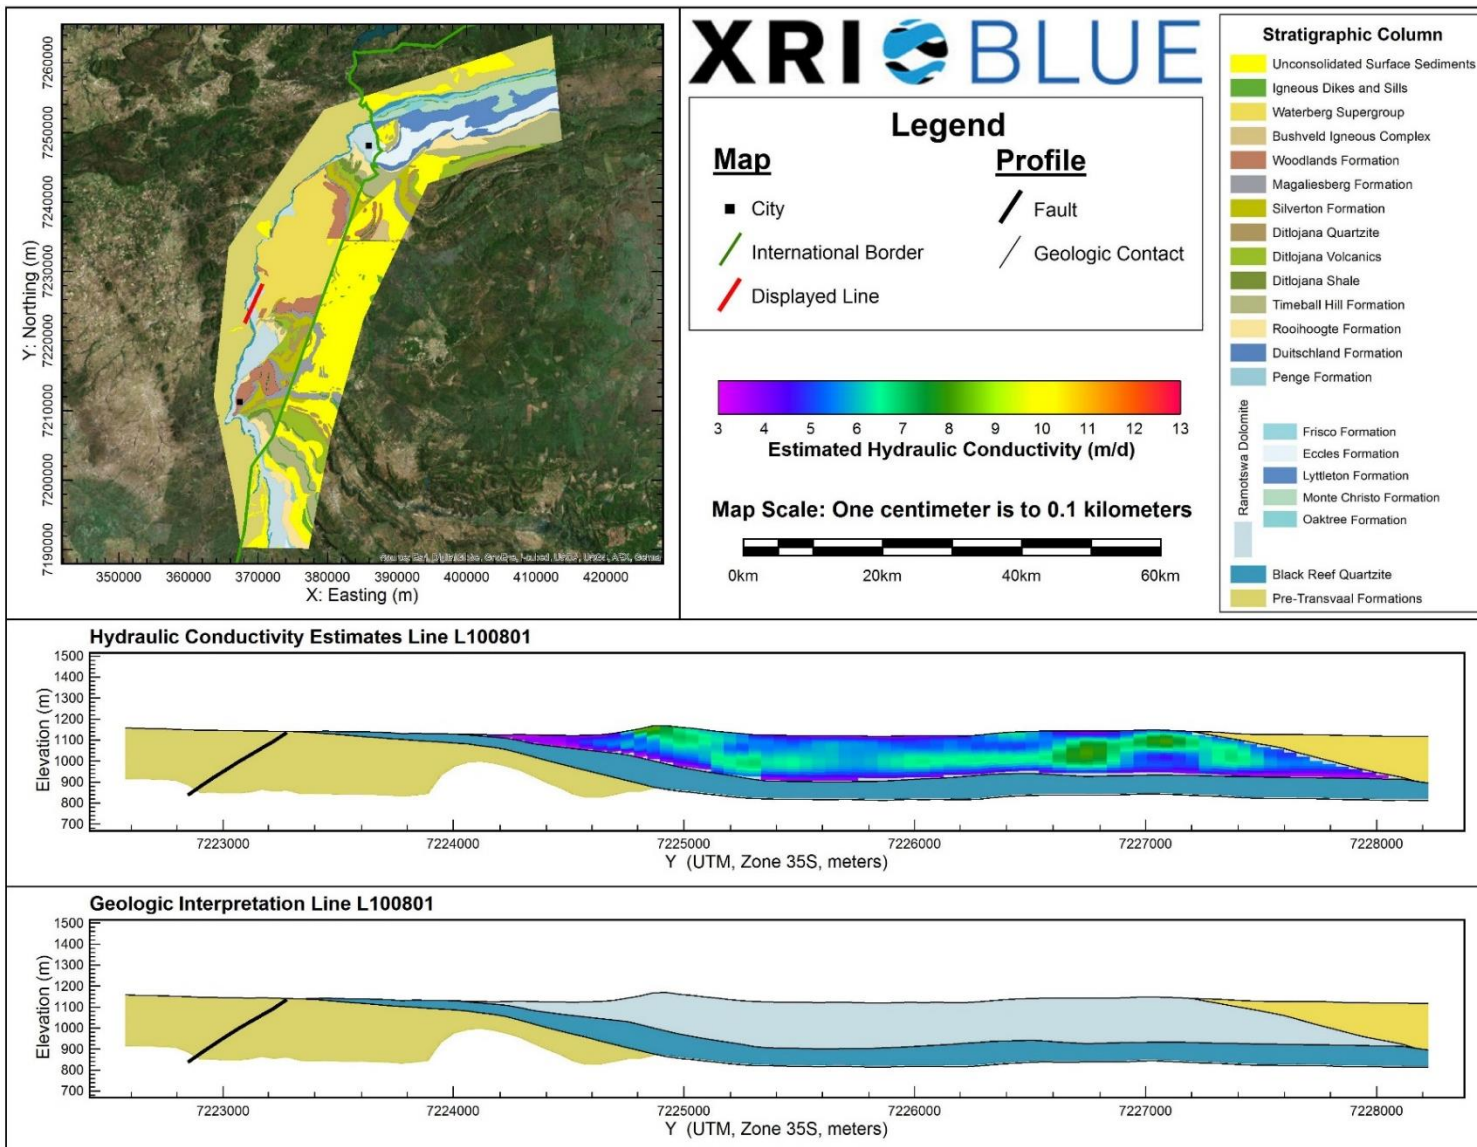 7260000
7250000
7240000
7230000
7220000
7210000
7200000
7190000
Y: Northing (m)
350000 360000 370000 380000 390000 400000 410000 420000
X: Easting (m)
XRI BLUE
Legend
Map
City
International Border
Displayed Line
Profile
Fault
Geologic Contact
3 4 5 6 7 8 9 10 11 12 13
Estimated Hydraulic Conductivity (m/d)
Map Scale: One centimeter is to 0.1 kilometers
0km 20km 40km 60km
Stratigraphic Column
Unconsolidated Surface Sediments
Igneous Dikes and Sills
Waterberg Supergroup
Bushveld Igneous Complex
Woodlands Formation
Magaliesberg Formation
Silverton Formation
Ditlojana Quartzite
Ditlojana Volcanics
Ditlojana Shale
Timeball Hill Formation
Rooihoogte Formation
Duitschland Formation
Penge Formation
Ramotswa Dolomite
Frisco Formation
Eccles Formation
Lyttleton Formation
Monte Christo Formation
Oaktree Formation
Black Reef Quartzite
Pre-Transvaal Formations
Hydraulic Conductivity Estimates Line L100801
1500
1400
1300
1200
1100
1000
900
800
700
Elevation (m)
7223000 7224000 7225000 7226000 7227000 7228000
Y (UTM, Zone 35S, meters)
Geologic Interpretation Line L100801
1500
1400
1300
1200
1100
1000
900
800
700
Elevation (m)
7223000 7224000 7225000 7226000 7227000 7228000
Y (UTM, Zone 35S, meters)